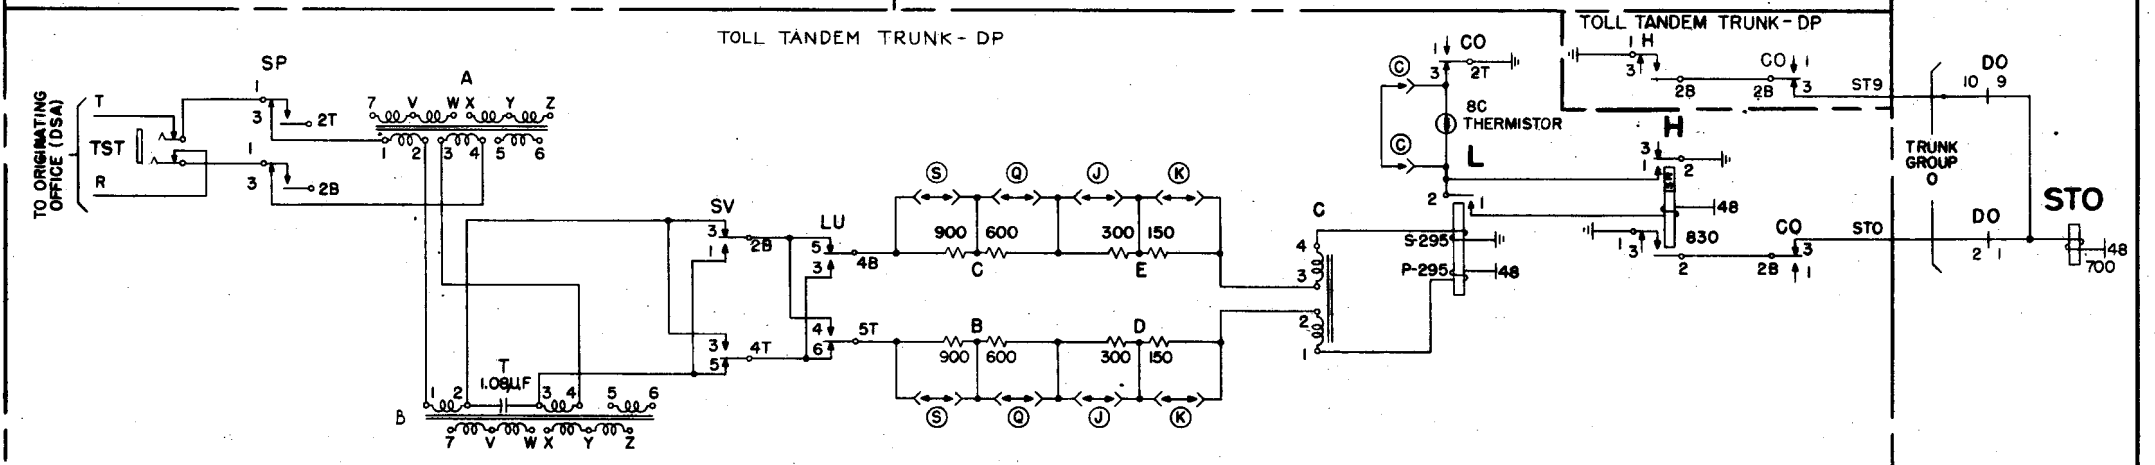 TOLL TANDEM TRUNK - DP
TOLL TANDEM TRUNK - DP
TO ORIGINATING
OFFICE (DSA)
T
TST
R
SP
1
3
2T
1
3
2B
A
7 V W X Y Z
1 2 3 4 5 6
T
1.08UF
B
1 2 3 4 5 6
7 V W X Y Z
SV
3
1
2B
3
5
4T
LU
5
3
4B
4
6
5T
S Q J K
900 600 300 150
C E
B D
900 600 300 150
S Q J K
C
4
3
2
1
C
C
1 CO
3 2T
8C
THERMISTOR
L
2 1
S-295
P-295
48
H
3
1
2
48
830
1
3
2
2B
CO
3
1
STO
1 H
3
2B
CO 1
2B 3
ST9
TRUNK
GROUP
0
DO
10 9
DO
2 1
STO
48
700